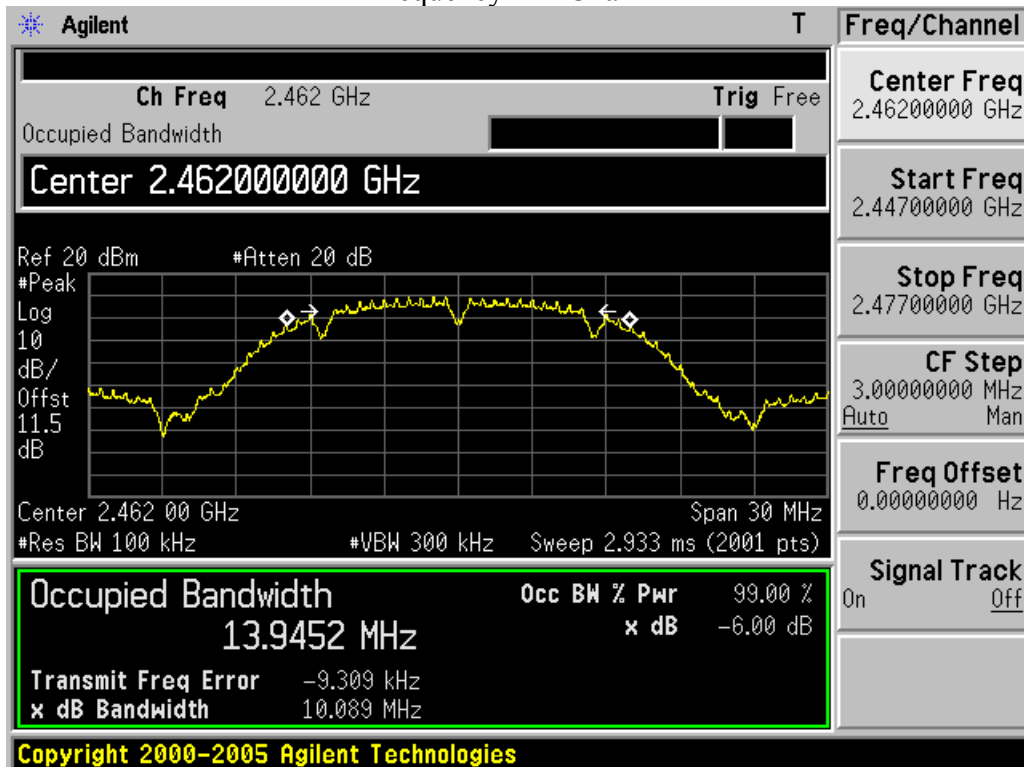 Agilent T
Ch Freq 2.462 GHz Trig Free
Occupied Bandwidth
Center 2.462000000 GHz
Ref 20 dBm #Atten 20 dB
#Peak
Log
10
dB/
Offst
11.5
dB
Center 2.462 00 GHz Span 30 MHz
#Res BW 100 kHz #VBW 300 kHz Sweep 2.933 ms (2001 pts)
Occupied Bandwidth
13.9452 MHz
Occ BW % Pwr 99.00 %
x dB -6.00 dB
Transmit Freq Error -9.309 kHz
x dB Bandwidth 10.089 MHz
Copyright 2000-2005 Agilent Technologies
Freq/Channel
Center Freq
2.46200000 GHz
Start Freq
2.44700000 GHz
Stop Freq
2.47700000 GHz
CF Step
3.00000000 MHz
Auto Man
Freq Offset
0.00000000 Hz
Signal Track
On Off